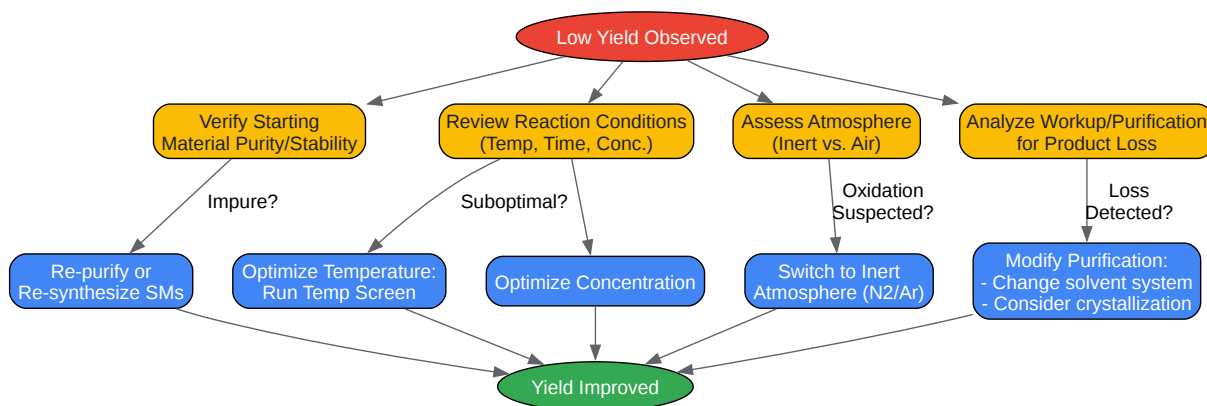 Low Yield Observed
Verify Starting
Material Purity/Stability
Review Reaction Conditions
(Temp, Time, Conc.)
Assess Atmosphere
(Inert vs. Air)
Analyze Workup/Purification
for Product Loss
Impure?
Suboptimal?
Oxidation
Suspected?
Loss
Detected?
Re-purify or
Re-synthesize SMs
Optimize Temperature:
Run Temp Screen
Optimize Concentration
Switch to Inert
Atmosphere (N2/Ar)
Modify Purification:
- Change solvent system
- Consider crystallization
Yield Improved